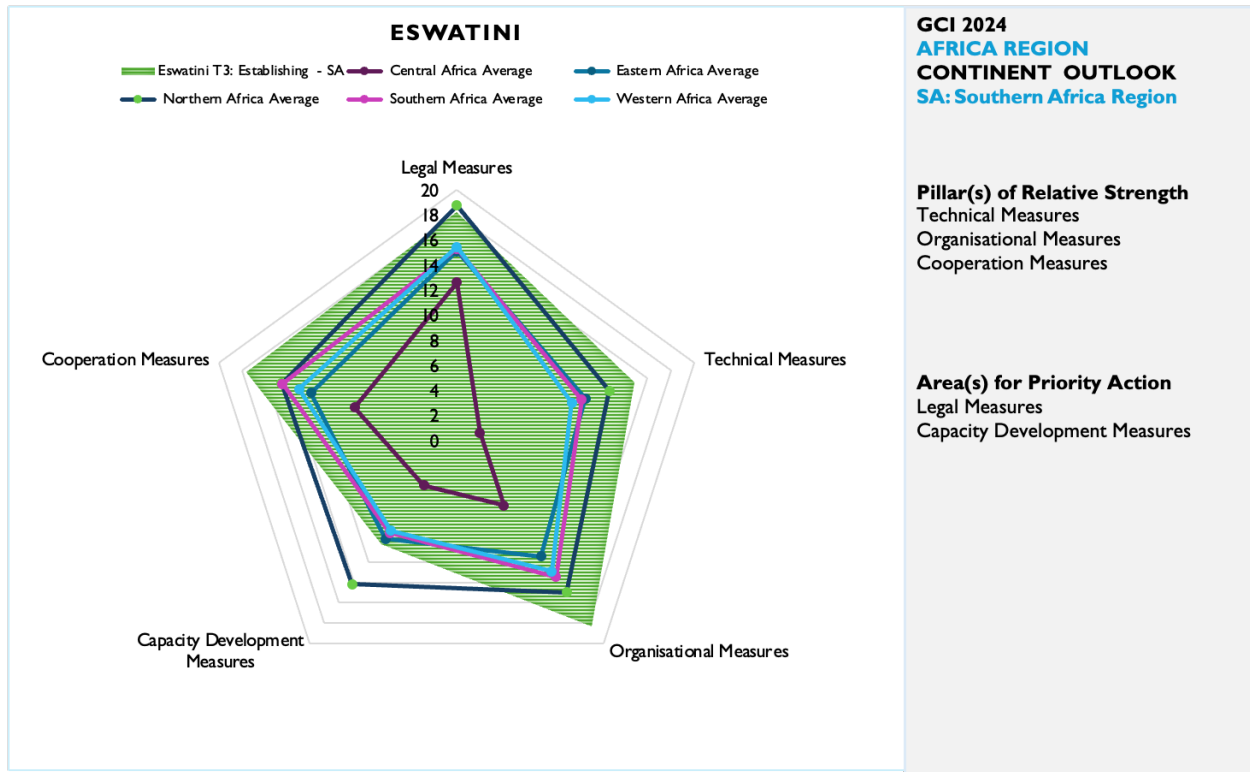 ESWATINI
Eswatini T3: Establishing - SA
Central Africa Average
Eastern Africa Average
Northern Africa Average
Southern Africa Average
Western Africa Average
Legal Measures
20
18
16
14
12
10
8
6
4
2
0
Cooperation Measures
Technical Measures
Capacity Development
Measures
Organisational Measures
GCI 2024
AFRICA REGION
CONTINENT OUTLOOK
SA: Southern Africa Region
Pillar(s) of Relative Strength
Technical Measures
Organisational Measures
Cooperation Measures
Area(s) for Priority Action
Legal Measures
Capacity Development Measures